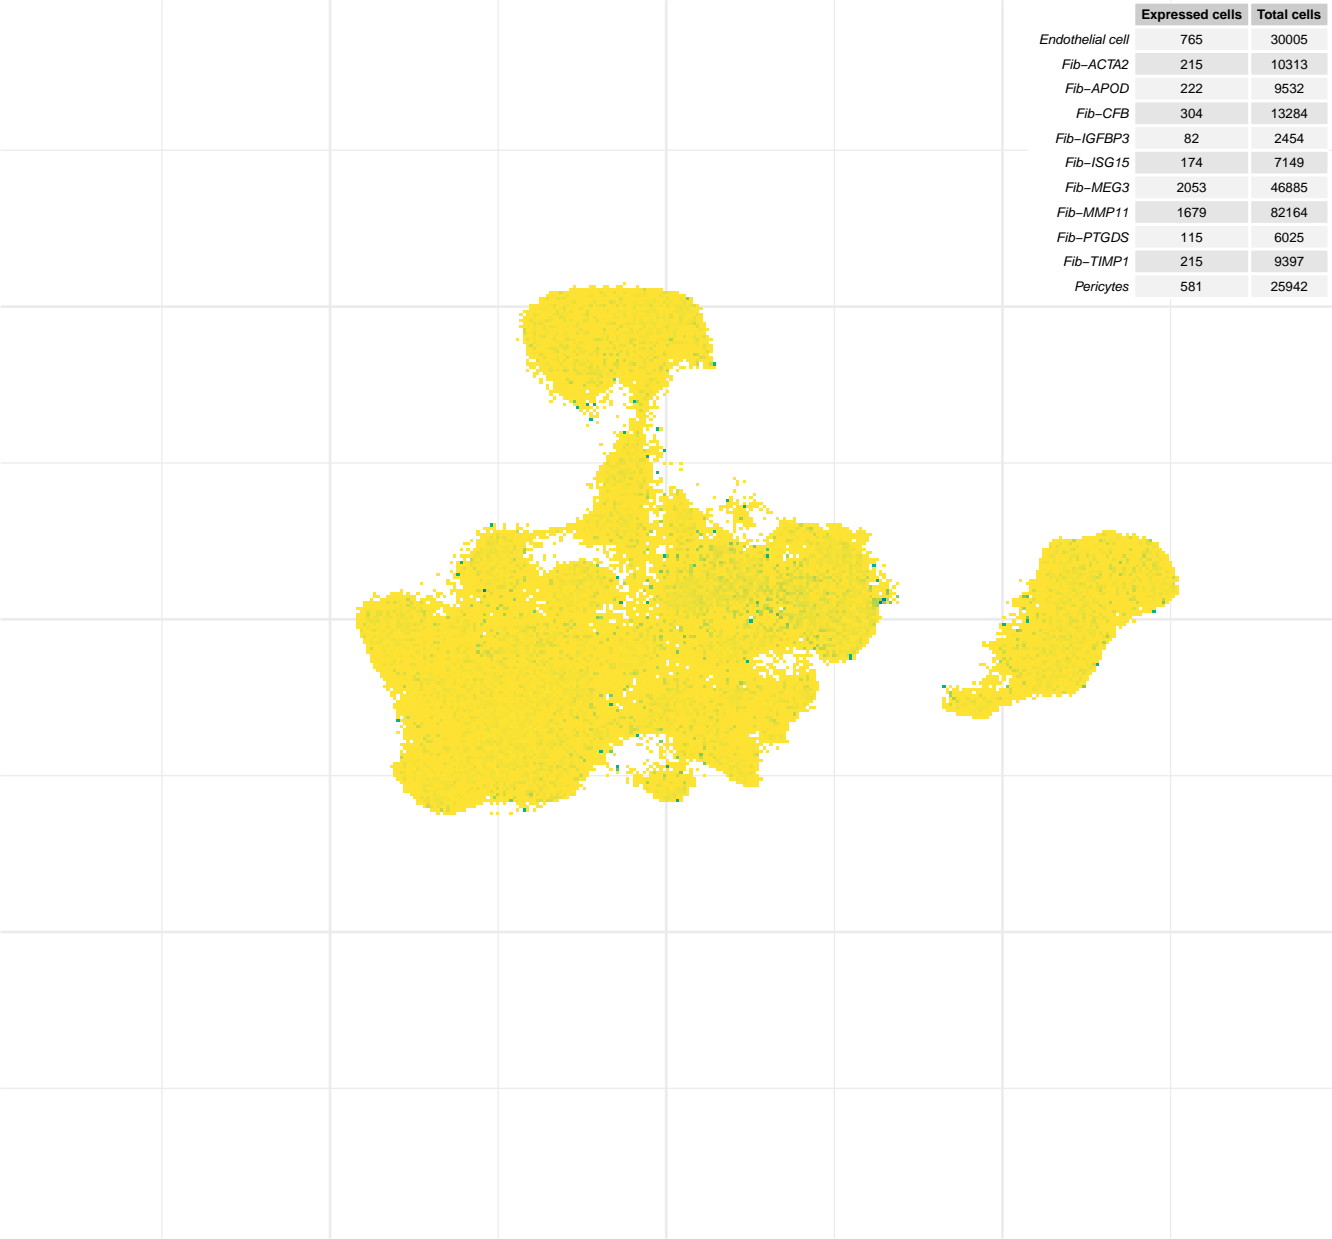 Expressed cells Total cells
Endothelial cell 765 30005
Fib−ACTA2 215 10313
Fib−APOD 222 9532
Fib−CFB 304 13284
Fib−IGFBP3 82 2454
Fib−ISG15 174 7149
Fib−MEG3 2053 46885
Fib−MMP11 1679 82164
Fib−PTGDS 115 6025
Fib−TIMP1 215 9397
Pericytes 581 25942